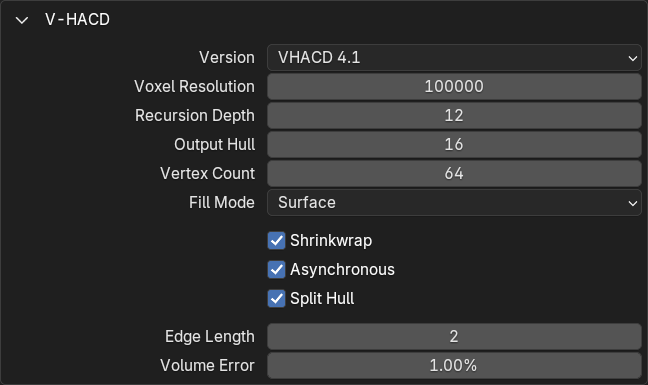 V-HACD
Version VHACD 4.1
Voxel Resolution 100000
Recursion Depth 12
Output Hull 16
Vertex Count 64
Fill Mode Surface
Shrinkwrap
Asynchronous
Split Hull
Edge Length 2
Volume Error 1.00%